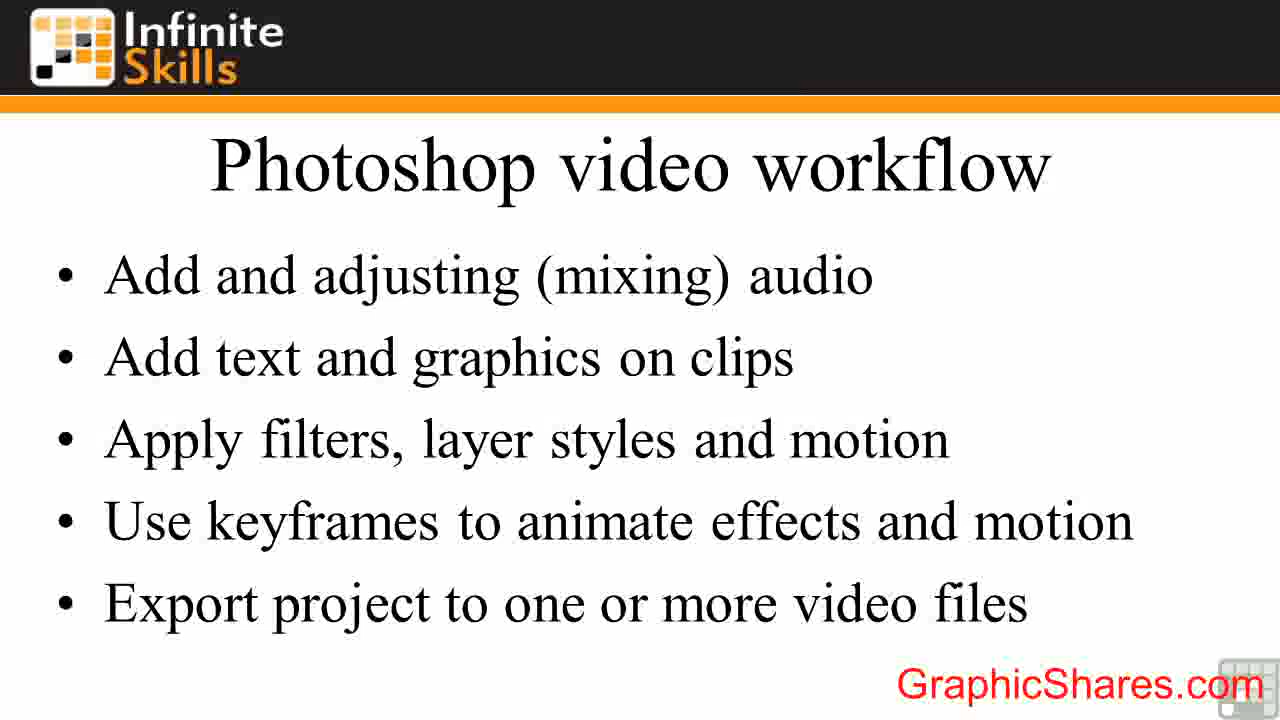 Infinite
Skills
Photoshop video workflow
• Add and adjusting (mixing) audio
• Add text and graphics on clips
• Apply filters, layer styles and motion
• Use keyframes to animate effects and motion
• Export project to one or more video files
GraphicShares.com